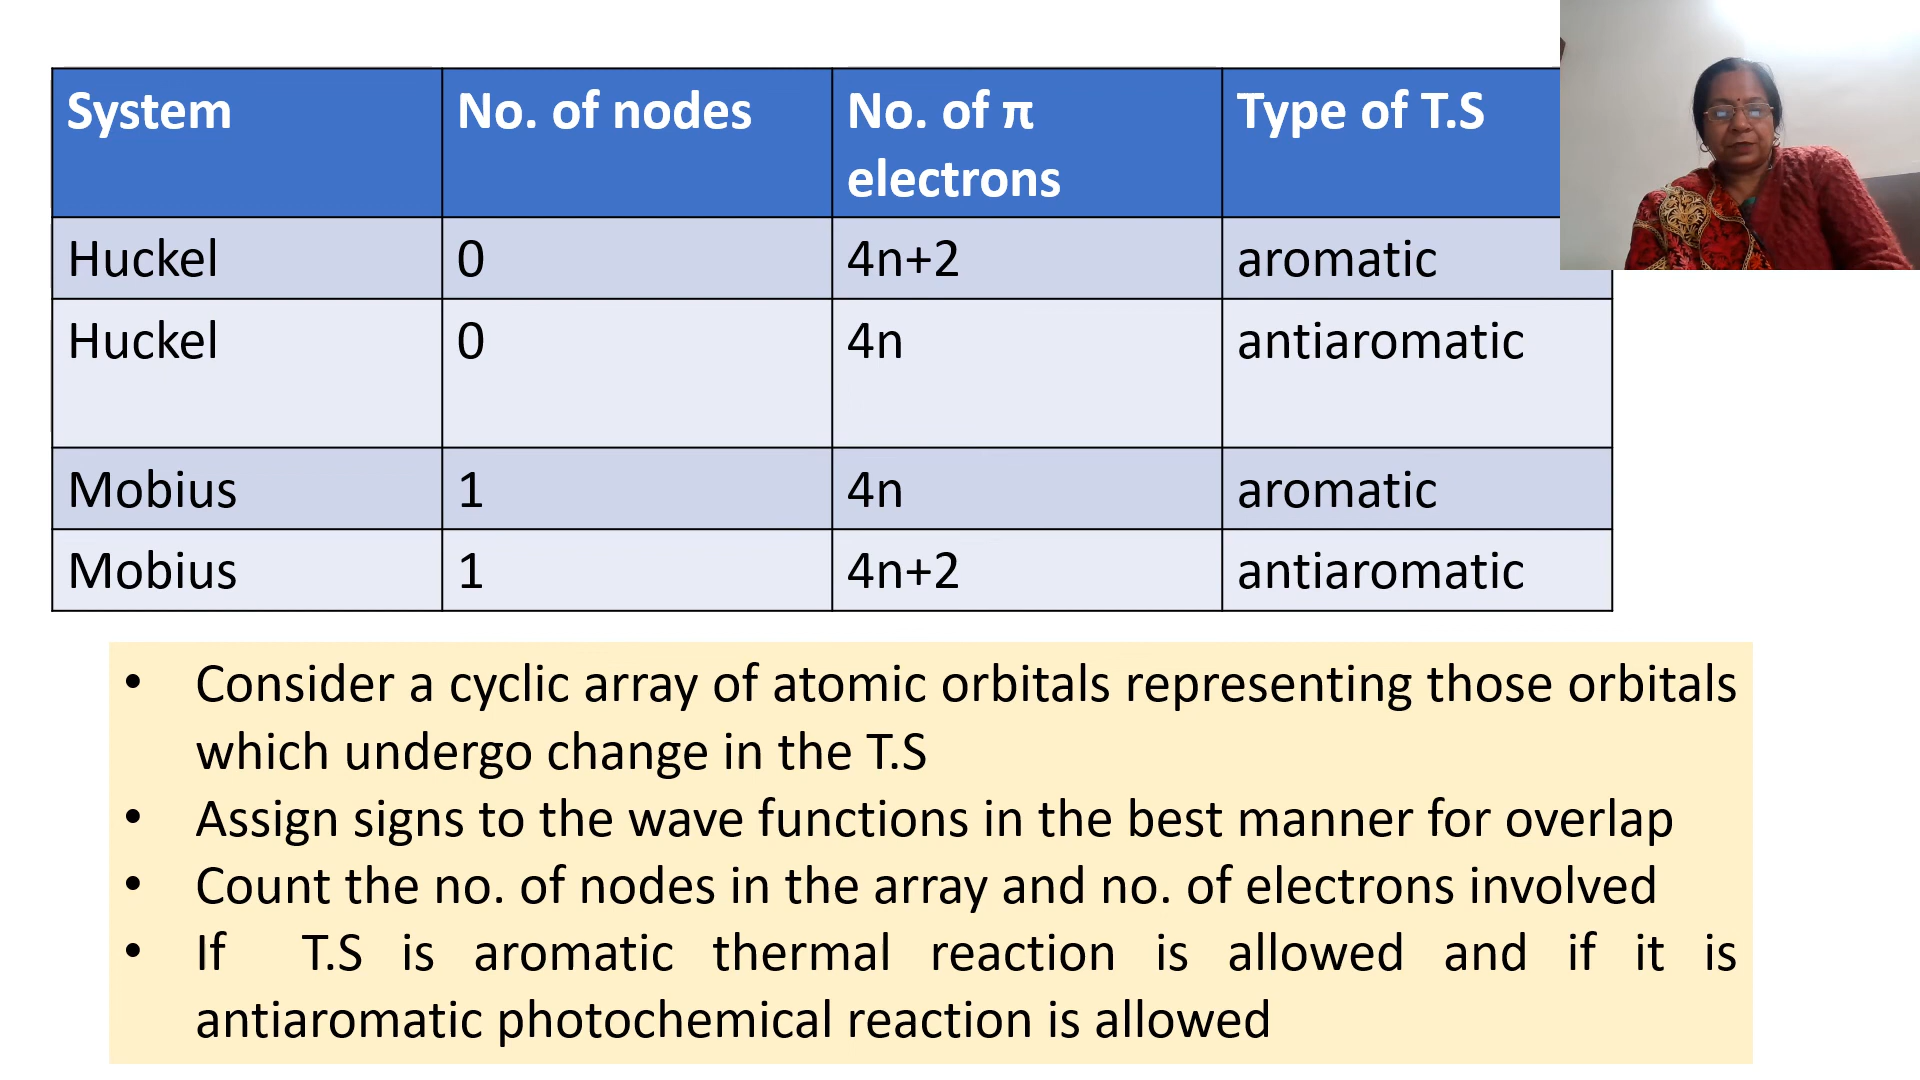 System No. of nodes No. of π Type of T.S
electrons
Huckel 0 4n+2 aromatic
Huckel 0 4n antiaromatic
Mobius 1 4n aromatic
Mobius 1 4n+2 antiaromatic
• Consider a cyclic array of atomic orbitals representing those orbitals
which undergo change in the T.S
• Assign signs to the wave functions in the best manner for overlap
• Count the no. of nodes in the array and no. of electrons involved
• If T.S is aromatic thermal reaction is allowed and if it is
antiaromatic photochemical reaction is allowed